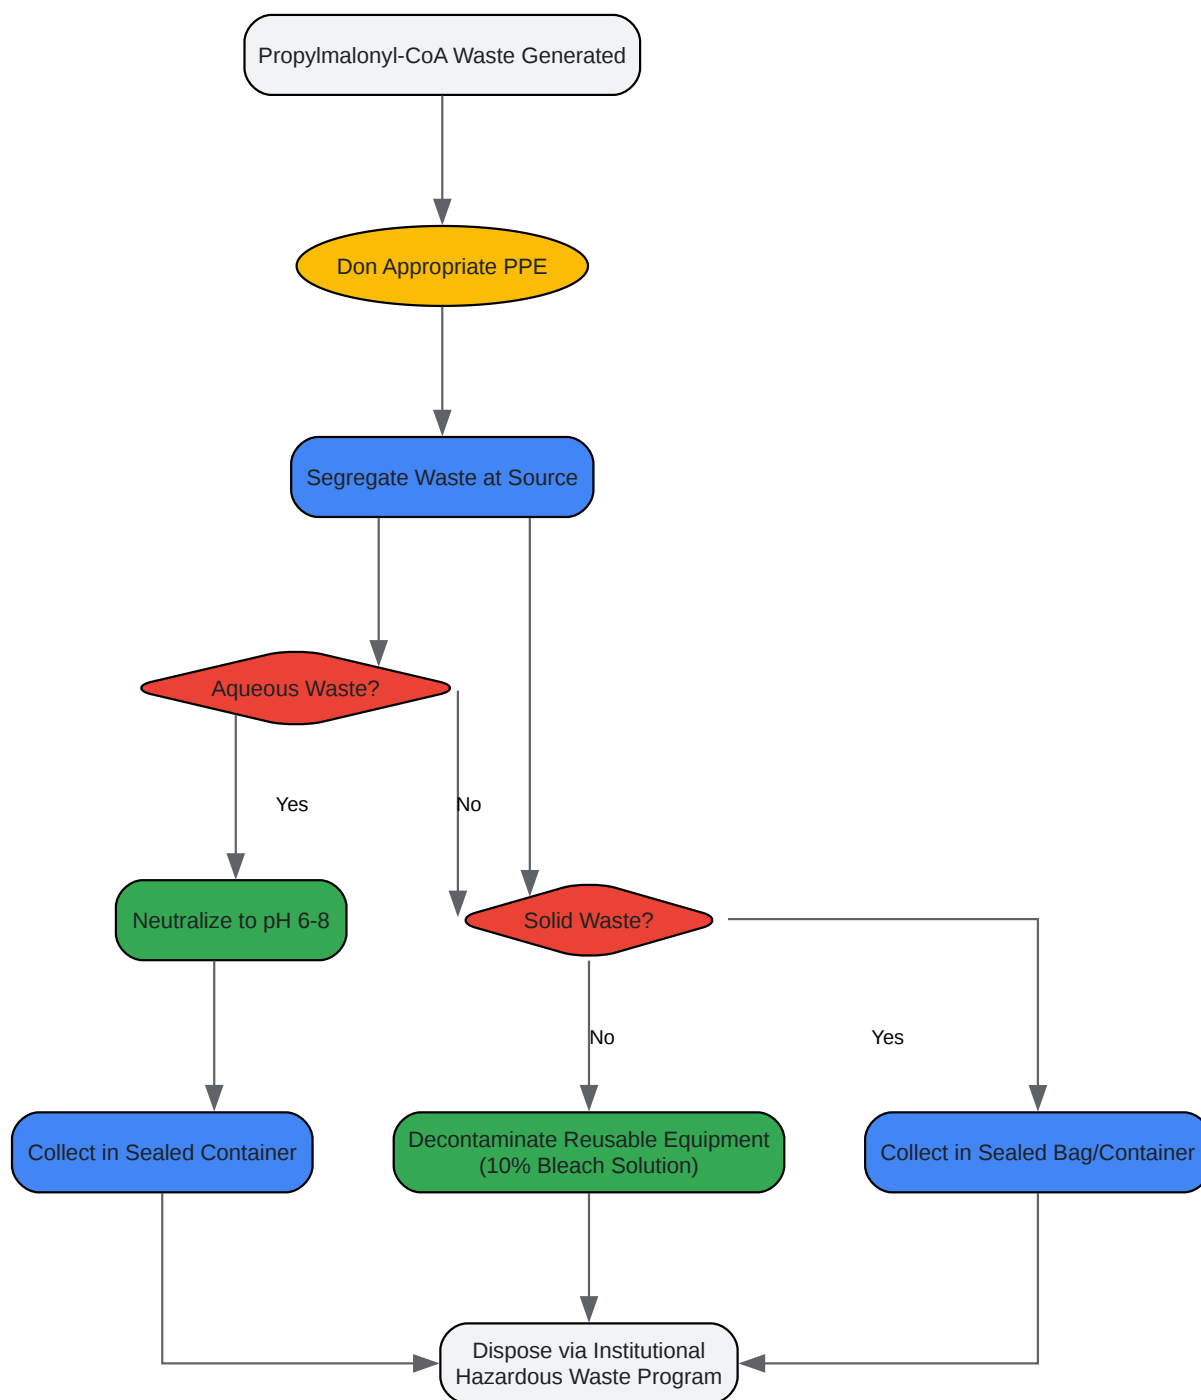 Propylmalonyl-CoA Waste Generated
Don Appropriate PPE
Segregate Waste at Source
Aqueous Waste?
Yes
No
Neutralize to pH 6-8
Solid Waste?
No
Yes
Collect in Sealed Container
Decontaminate Reusable Equipment
(10% Bleach Solution)
Collect in Sealed Bag/Container
Dispose via Institutional
Hazardous Waste Program